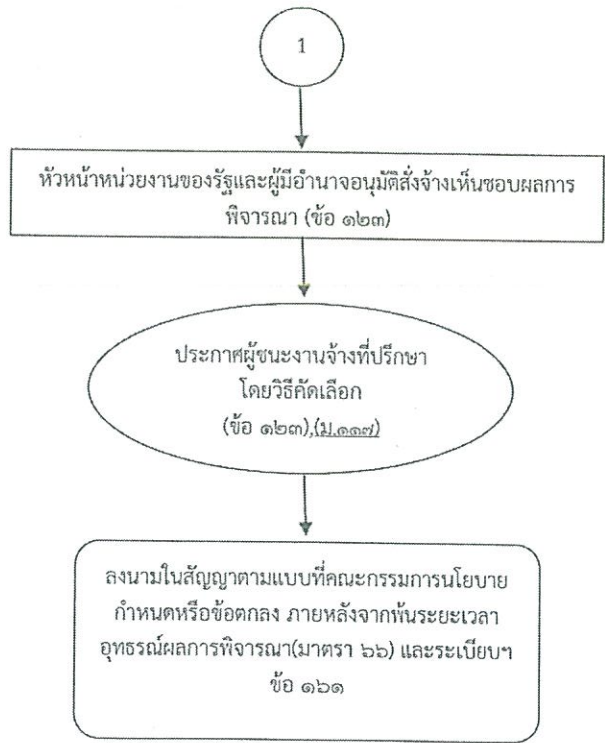 1
หัวหน้าหน่วยงานของรัฐและผู้มีอำนาจอนุมัติสั่งจ้างเห็นชอบผลการ
พิจารณา (ข้อ ๑๒๓)
ประกาศผู้ชนะงานจ้างที่ปรึกษา
โดยวิธีคัดเลือก
(ข้อ ๑๒๓),(ม.๑๑๗)
ลงนามในสัญญาตามแบบที่คณะกรรมการนโยบาย
กำหนดหรือข้อตกลง ภายหลังจากพ้นระยะเวลา
อุทธรณ์ผลการพิจารณา(มาตรา ๖๖) และระเบียบฯ
ข้อ ๑๖๑